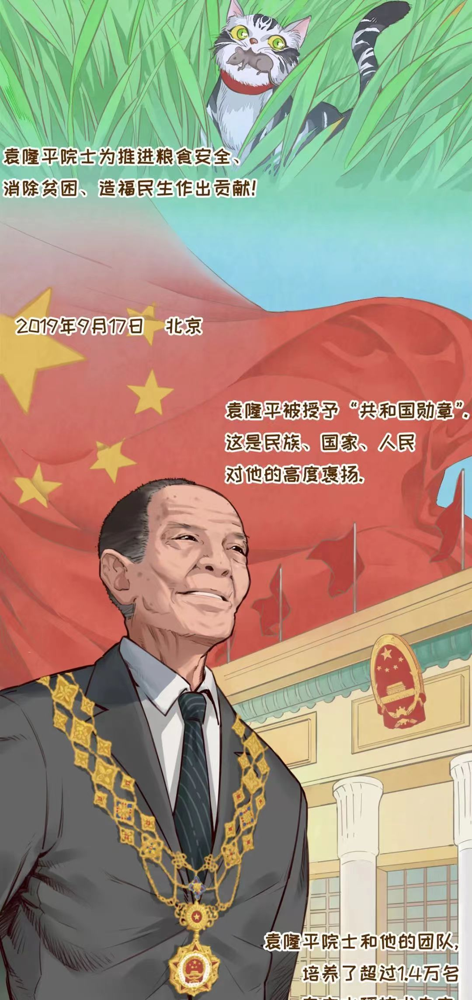 袁隆平院士为推进粮食安全、
消除贫困、造福民生作出贡献!
2019年9月17日 北京
袁隆平被授予“共和国勋章”.
这是民族、国家、人民
对他的高度褒扬.
袁隆平院士和他的团队,
培养了超过1.4万名